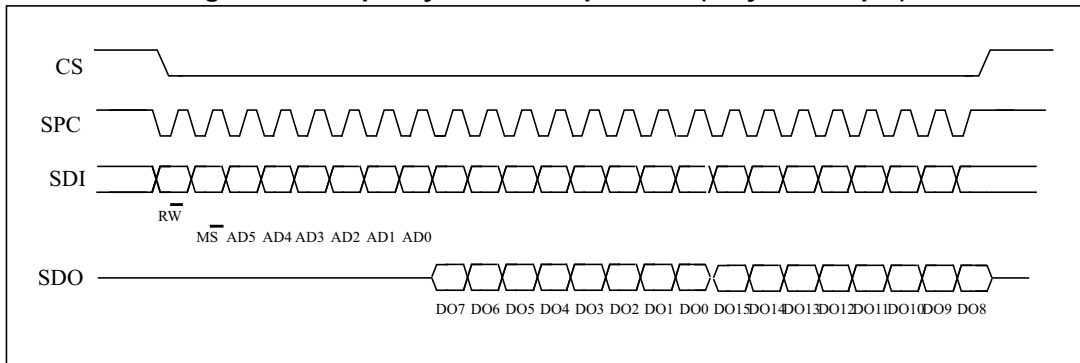 CS
SPC
SDI
RW
MS AD5 AD4 AD3 AD2 AD1 AD0
SDO
DO7 DO6 DO5 DO4 DO3 DO2 DO1 DO0 DO15 DO14 DO13 DO12 DO11 DO10 DO9 DO8